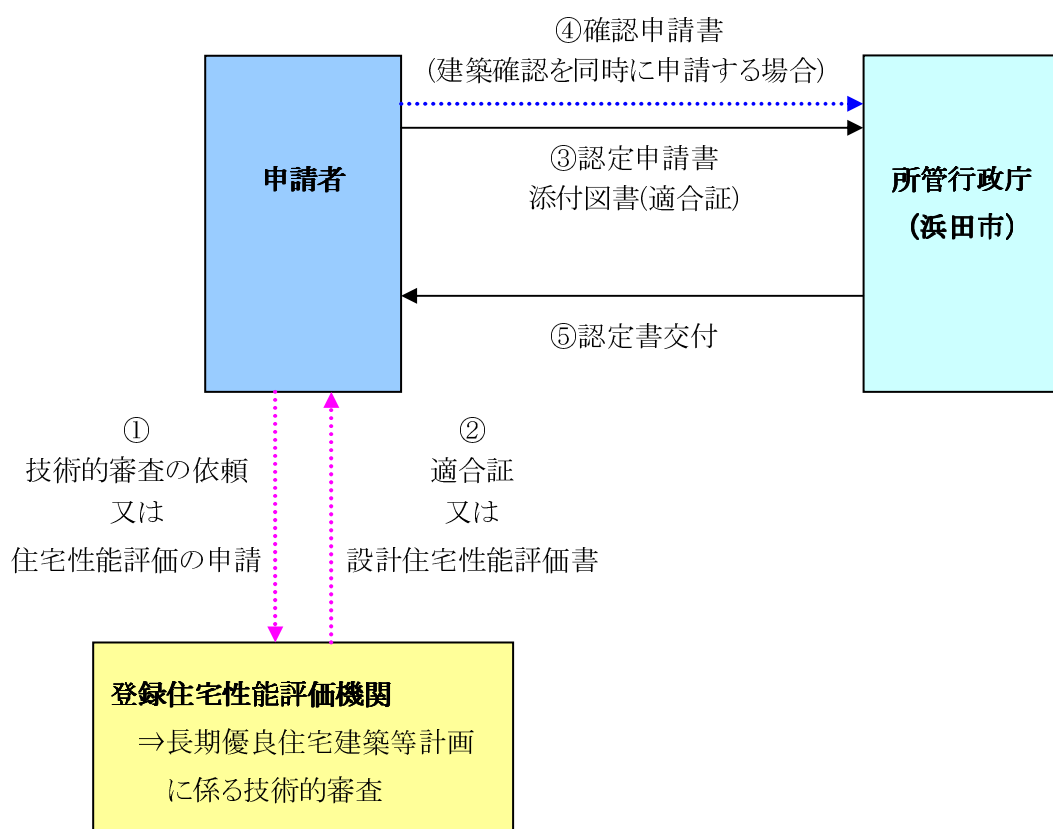 ④確認申請書
(建築確認を同時に申請する場合)
申請者
③認定申請書
添付図書(適合証)
所管行政庁
(浜田市)
⑤認定書交付
①
技術的審査の依頼
又は
住宅性能評価の申請
②
適合証
又は
設計住宅性能評価書
登録住宅性能評価機関
⇒長期優良住宅建築等計画
に係る技術的審査